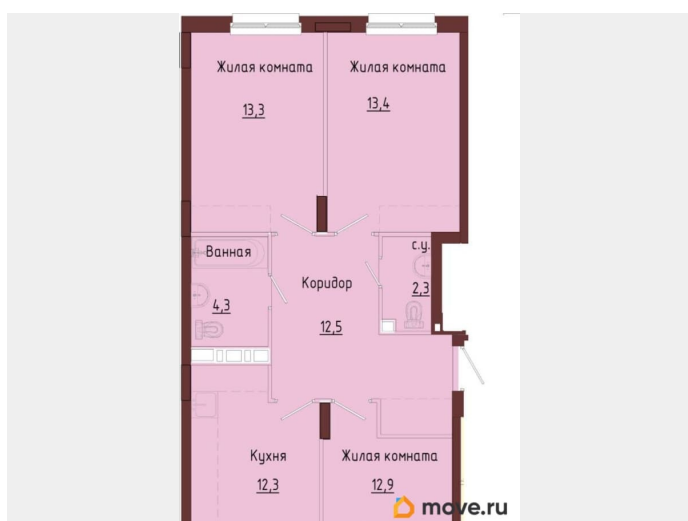 Жилая комната
13,3
Жилая комната
13,4
Ванная
4,3
Коридор
12,5
с.у.
2,3
Кухня
12,3
Жилая комната
12,9
move.ru